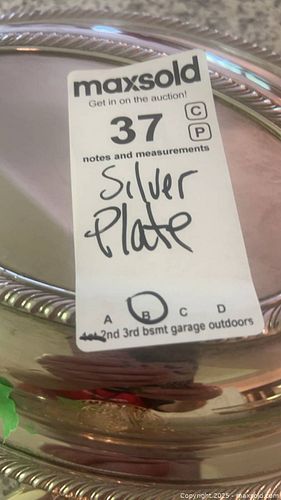 maxsold
Get in on the auction!
37 C
P
notes and measurements
Silver
Plate
A B C D
1st 2nd 3rd bsmt garage outdoors
Copyright 2025 - maxsold.com